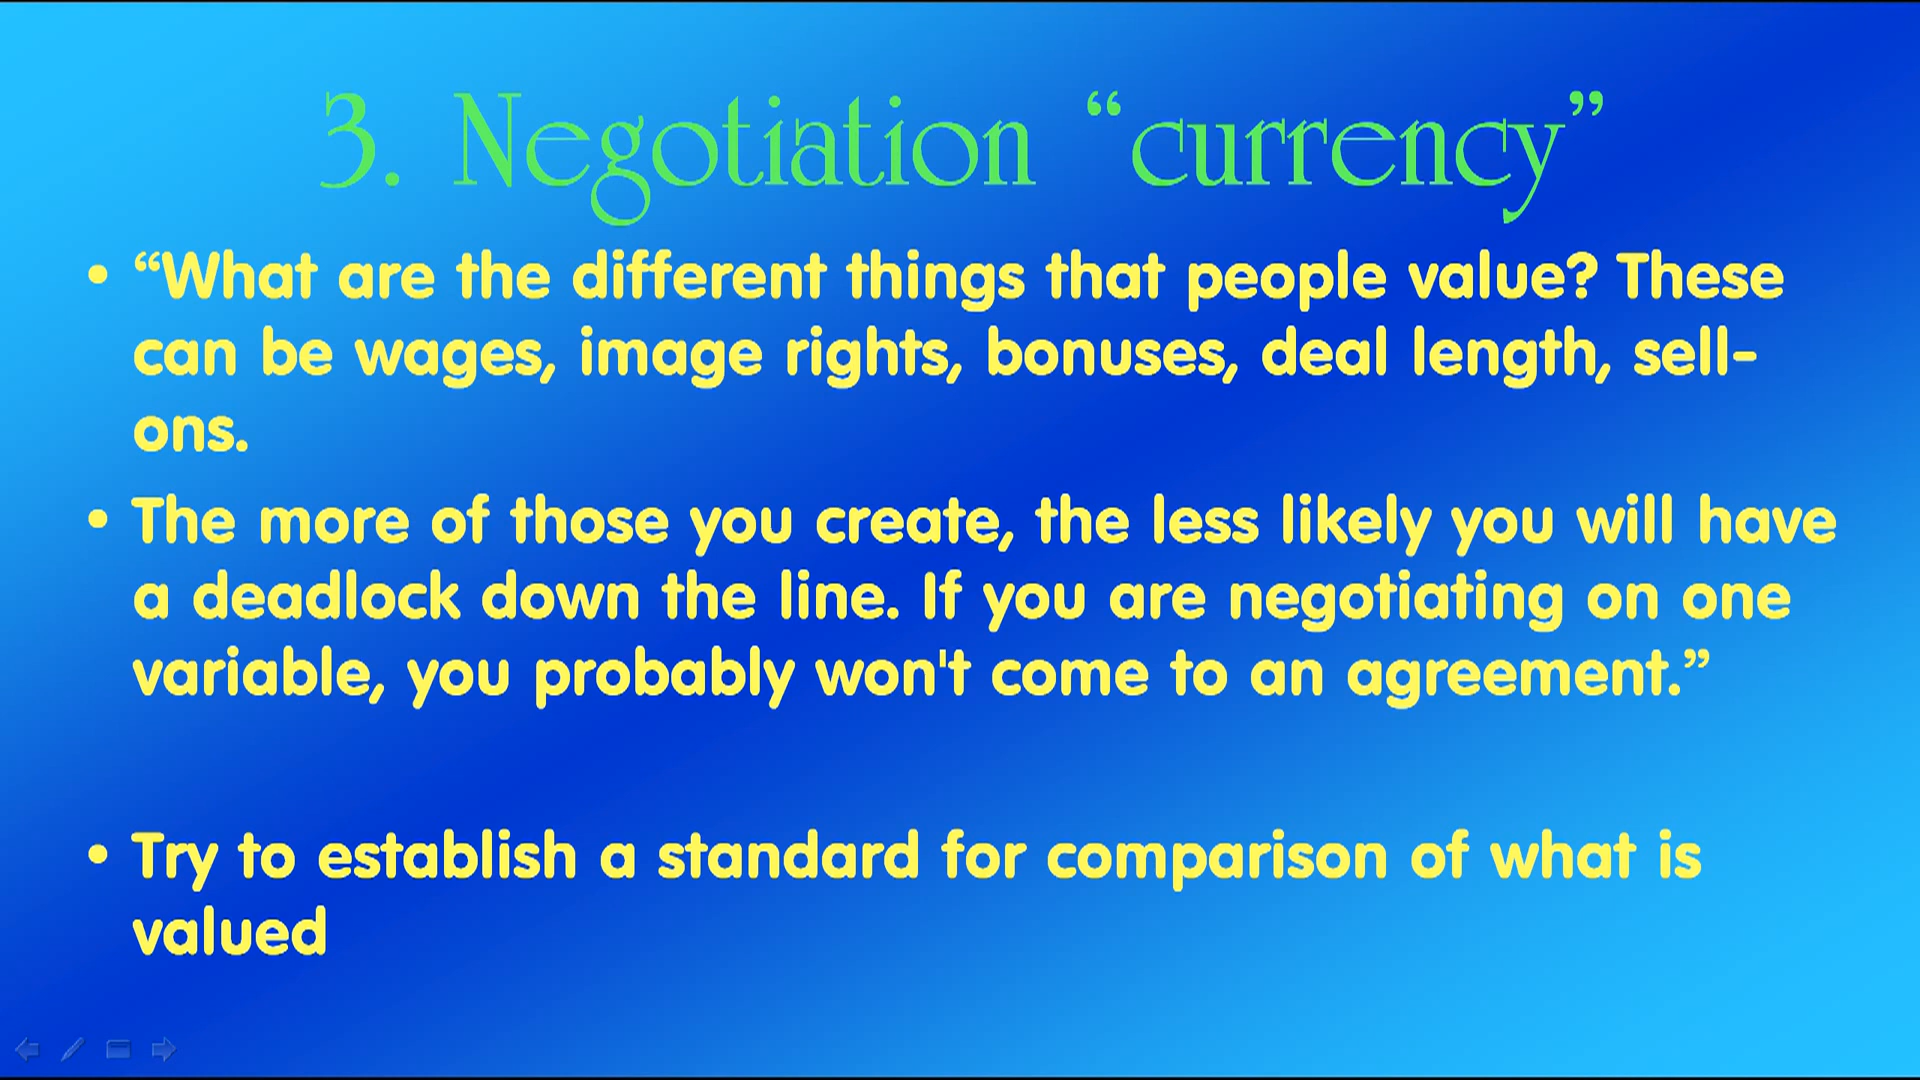 3. Negotiation “currency”
• “What are the different things that people value? These
can be wages, image rights, bonuses, deal length, sell-
ons.
• The more of those you create, the less likely you will have
a deadlock down the line. If you are negotiating on one
variable, you probably won't come to an agreement.”
• Try to establish a standard for comparison of what is
valued